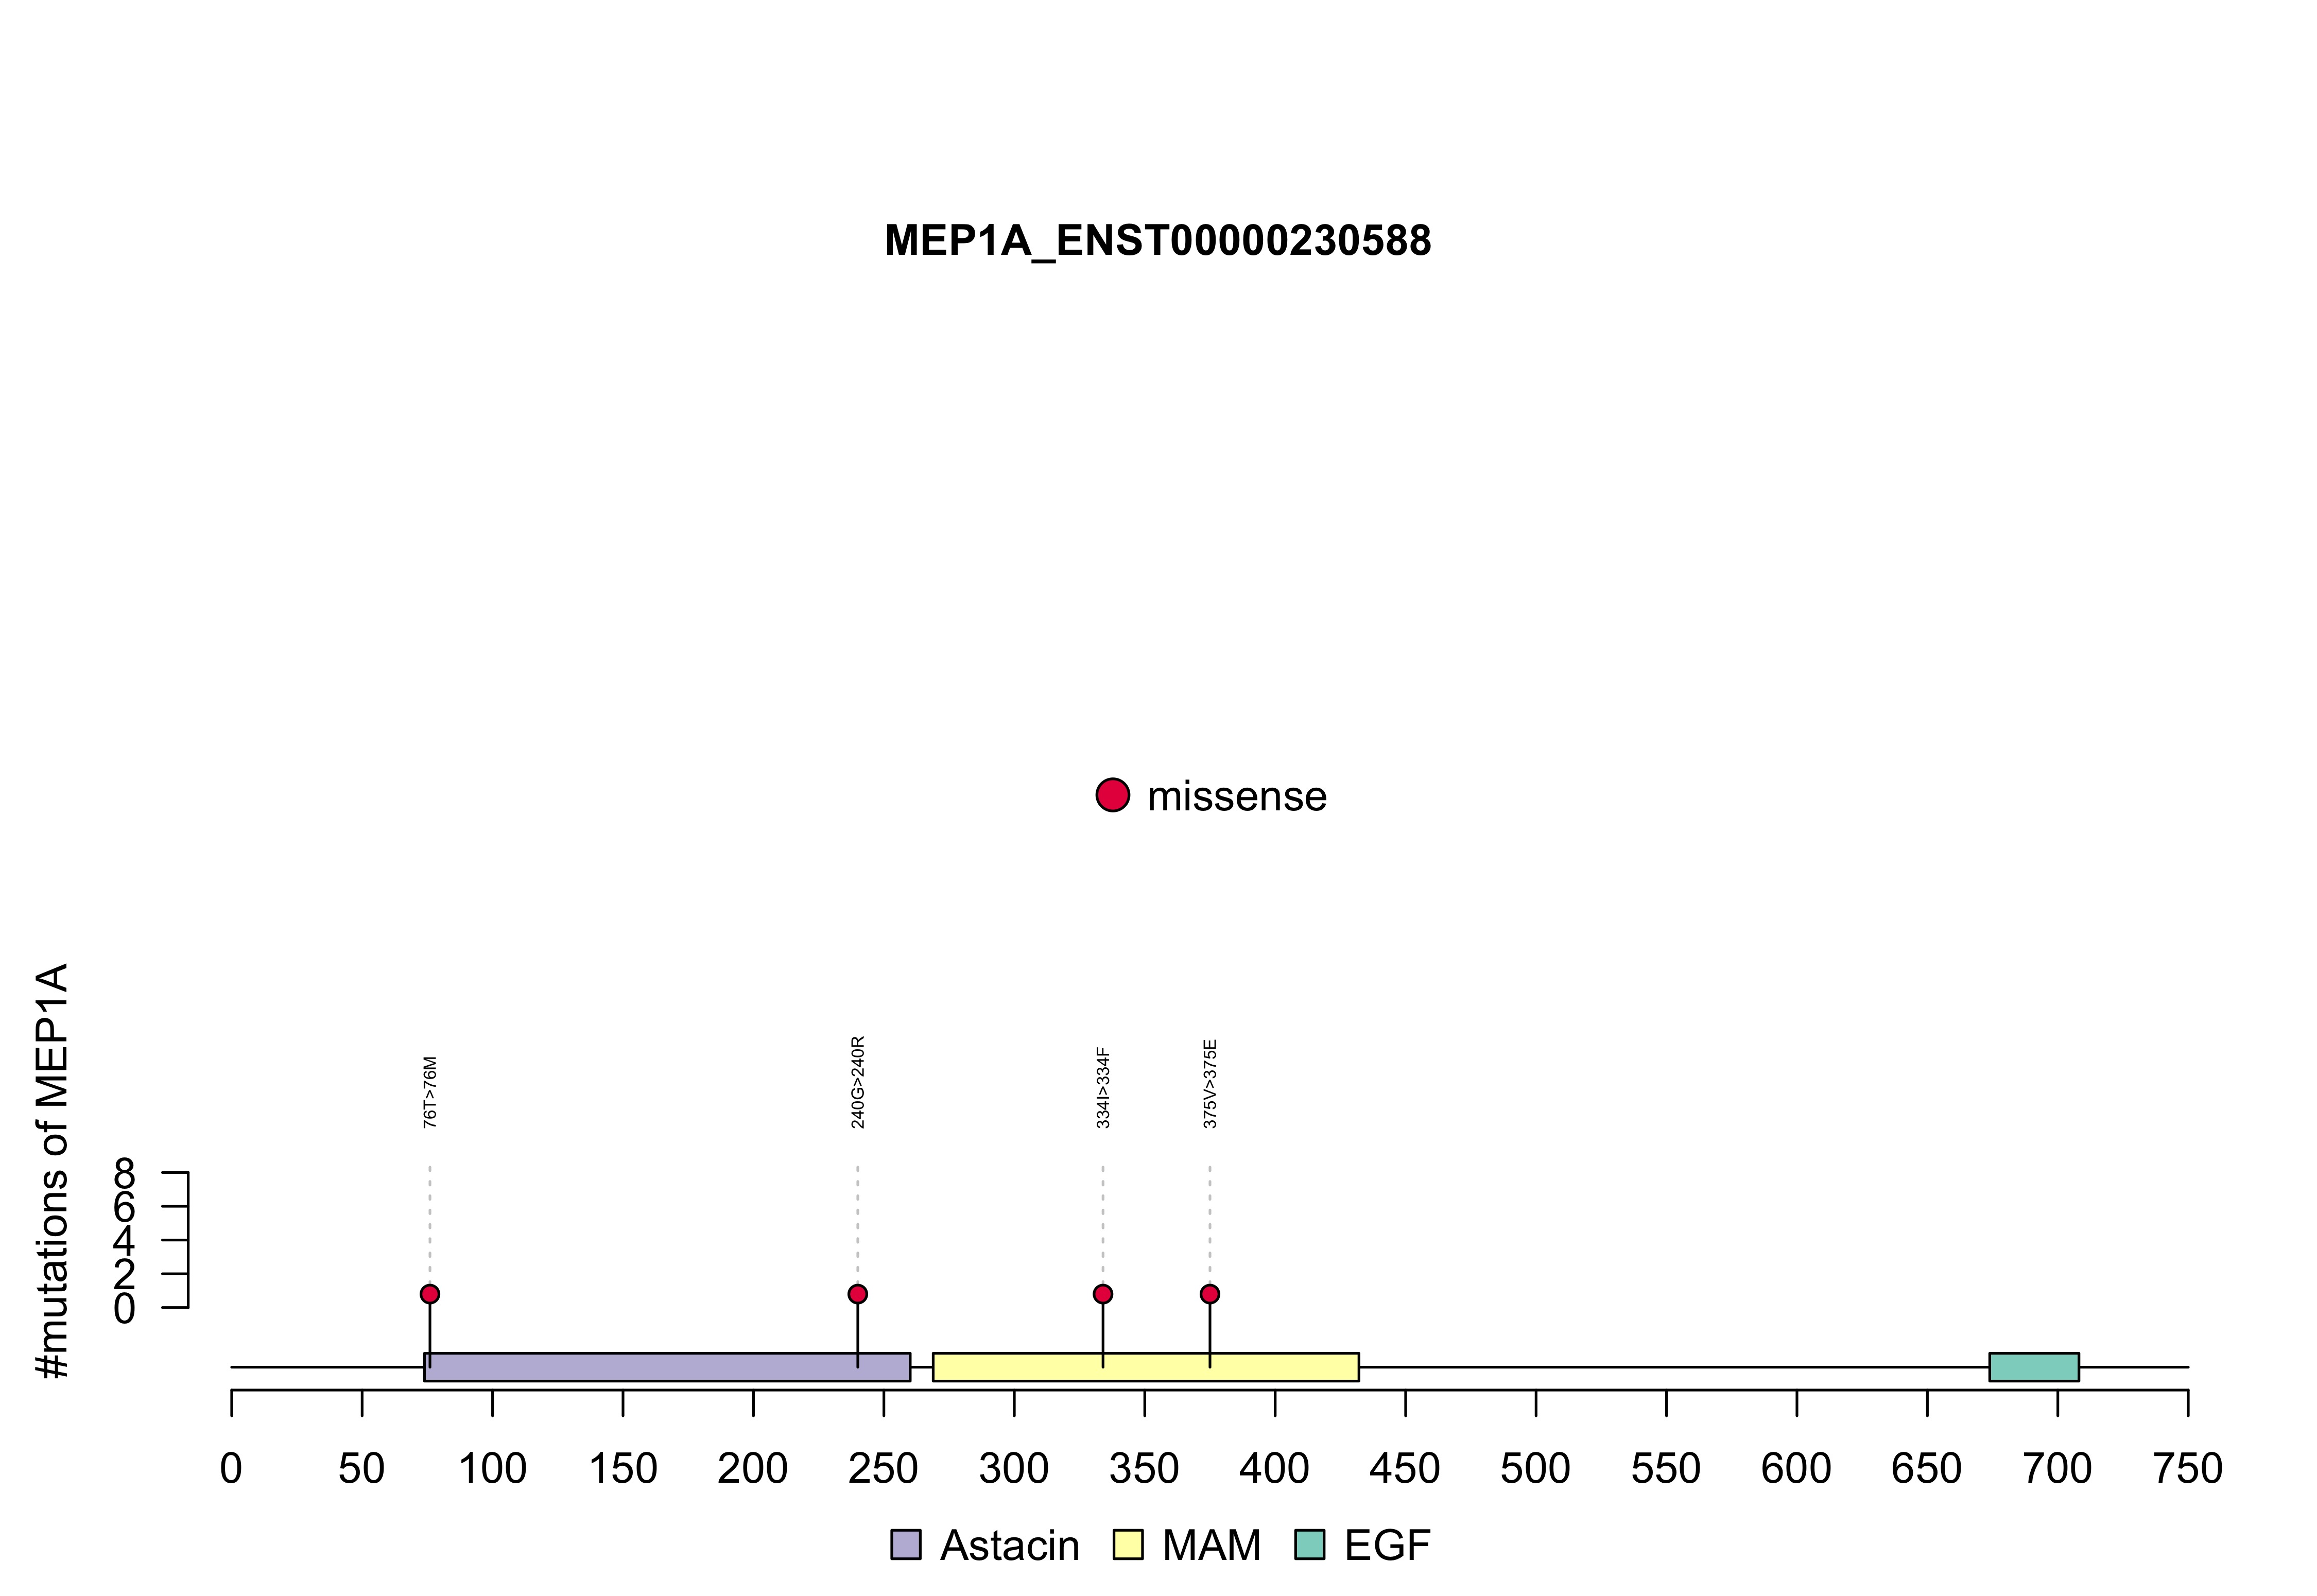 MEP1A_ENST00000230588
missense
#mutations of MEP1A
76T>76M
240G>240R
334I>334F
375V>375E
8
6
4
2
0
0 50 100 150 200 250 300 350 400 450 500 550 600 650 700 750
Astacin MAM EGF